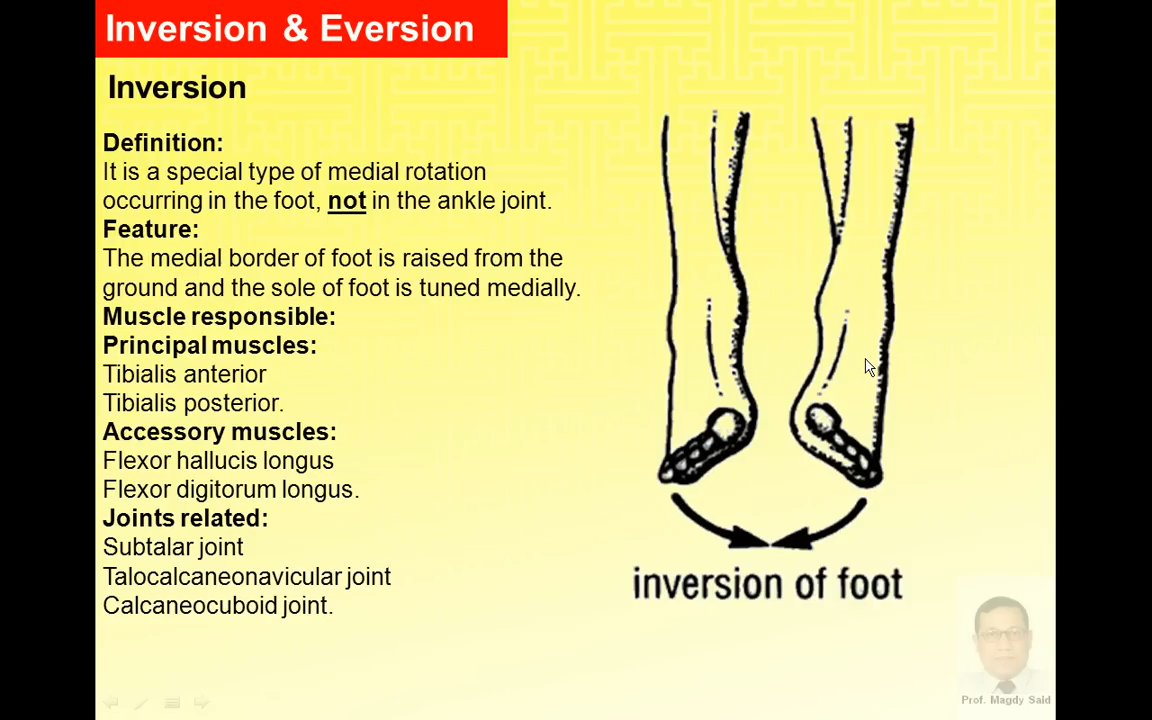 Inversion & Eversion
Inversion
Definition:
It is a special type of medial rotation
occurring in the foot, not in the ankle joint.
Feature:
The medial border of foot is raised from the
ground and the sole of foot is tuned medially.
Muscle responsible:
Principal muscles:
Tibialis anterior
Tibialis posterior.
Accessory muscles:
Flexor hallucis longus
Flexor digitorum longus.
Joints related:
Subtalar joint
Talocalcaneonavicular joint
Calcaneocuboid joint.
inversion of foot
Prof. Magdy Said